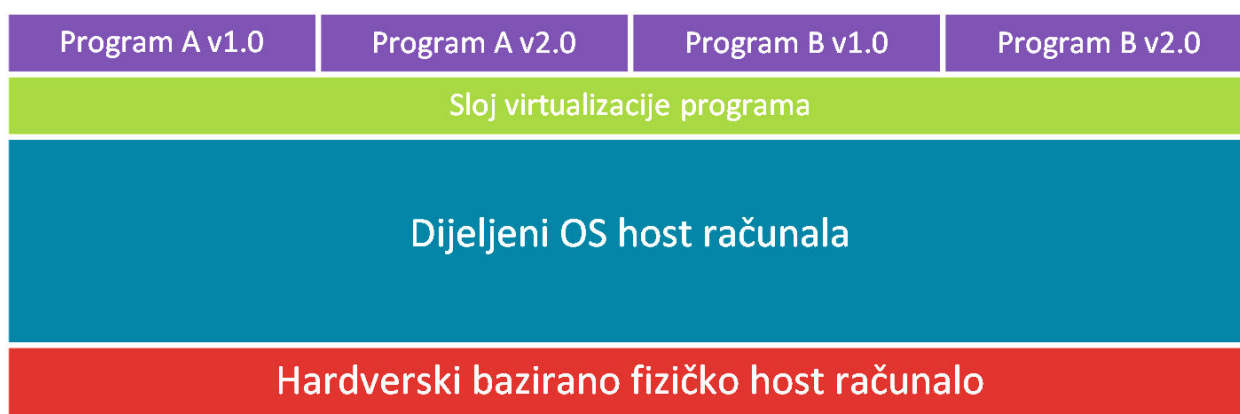 Program A v1.0
Program A v2.0
Program B v1.0
Program B v2.0
Sloj virtualizacije programa
Dijeljeni OS host računala
Hardverski bazirano fizičko host računalo